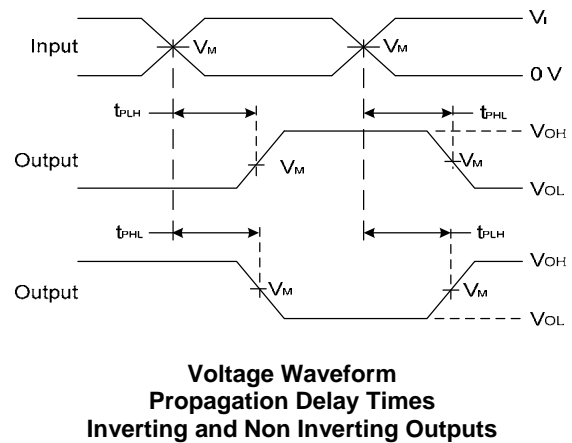 VI
Input VM VM
0 V
tPLH tPHL
VOH
Output VM VM
VOL
tPHL tPLH
VOH
Output VM VM
VOL
Voltage Waveform
Propagation Delay Times
Inverting and Non Inverting Outputs